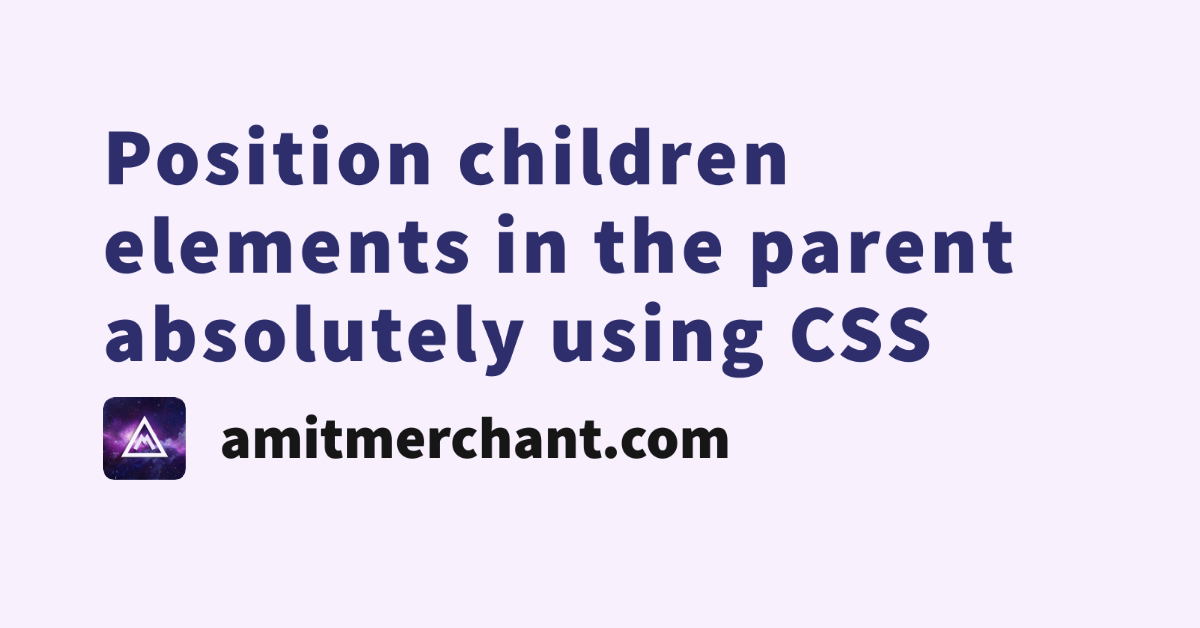 Position children
elements in the parent
absolutely using CSS
amitmerchant.com